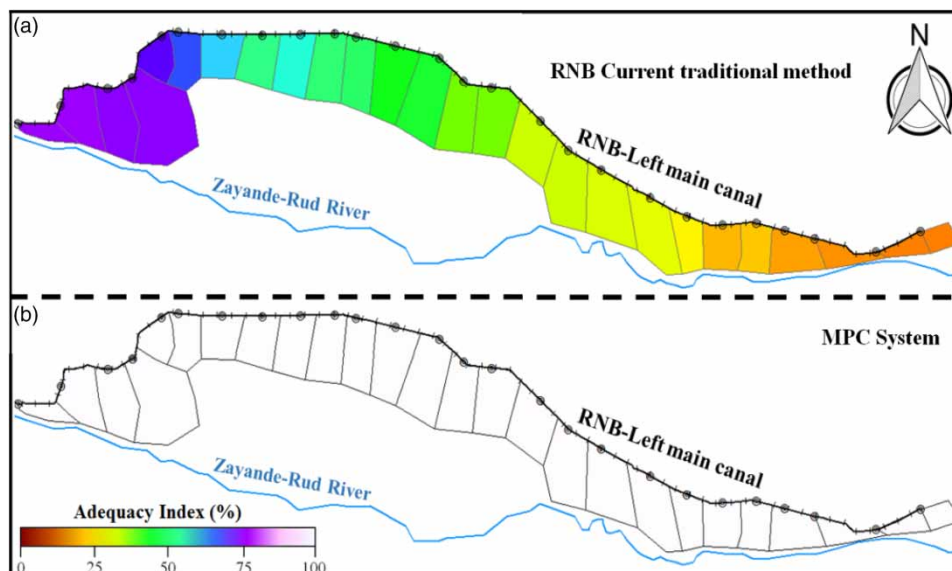 (a)
N
RNB Current traditional method
RNB-Left main canal
Zayande-Rud River
(b)
MPC System
RNB-Left main canal
Zayande-Rud River
Adequacy Index (%)
0 25 50 75 100